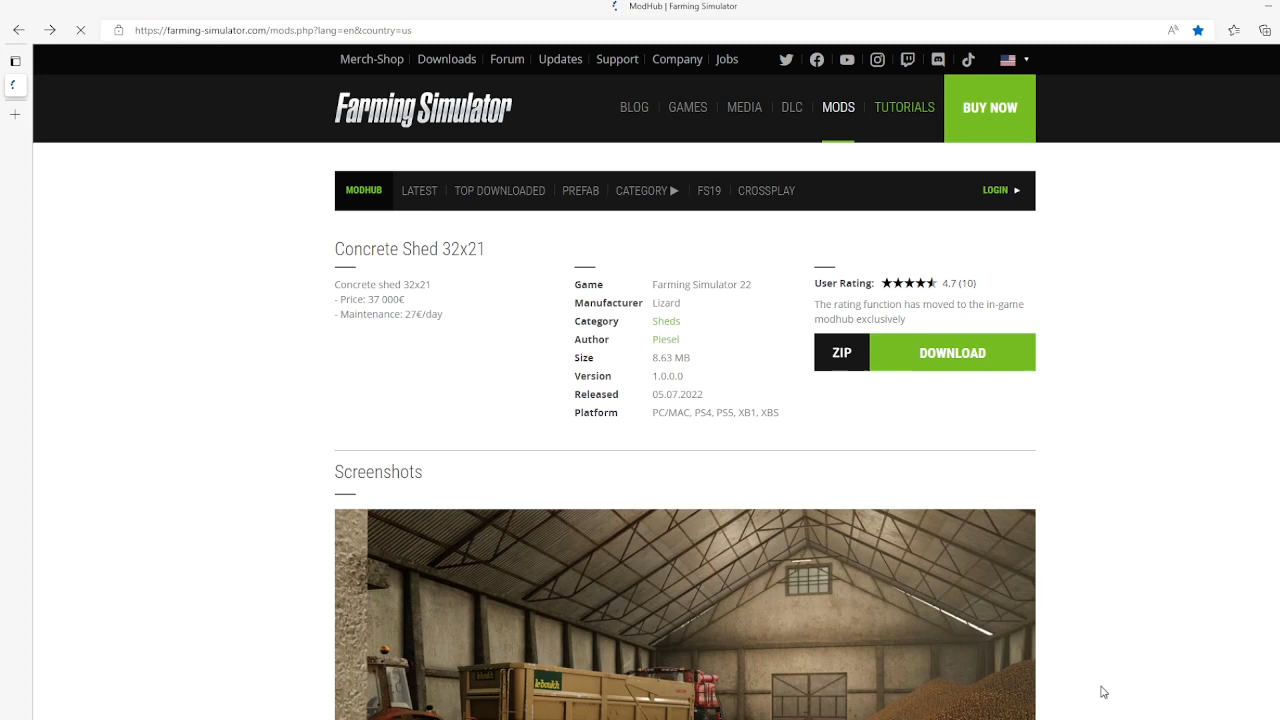 ModHub | Farming Simulator
https://farming-simulator.com/mods.php?lang=en&country=us
Merch-Shop Downloads Forum Updates Support Company Jobs
Farming Simulator
BLOG GAMES MEDIA DLC MODS TUTORIALS BUY NOW
MODHUB LATEST TOP DOWNLOADED PREFAB CATEGORY ▶ FS19 CROSSPLAY LOGIN ▶
Concrete Shed 32x21
Concrete shed 32x21
- Price: 37 000€
- Maintenance: 27€/day
Game Farming Simulator 22
Manufacturer Lizard
Category Sheds
Author Piesel
Size 8.63 MB
Version 1.0.0.0
Released 05.07.2022
Platform PC/MAC, PS4, PS5, XB1, XBS
User Rating: 4.7 (10)
The rating function has moved to the in-game
modhub exclusively
ZIP DOWNLOAD
Screenshots